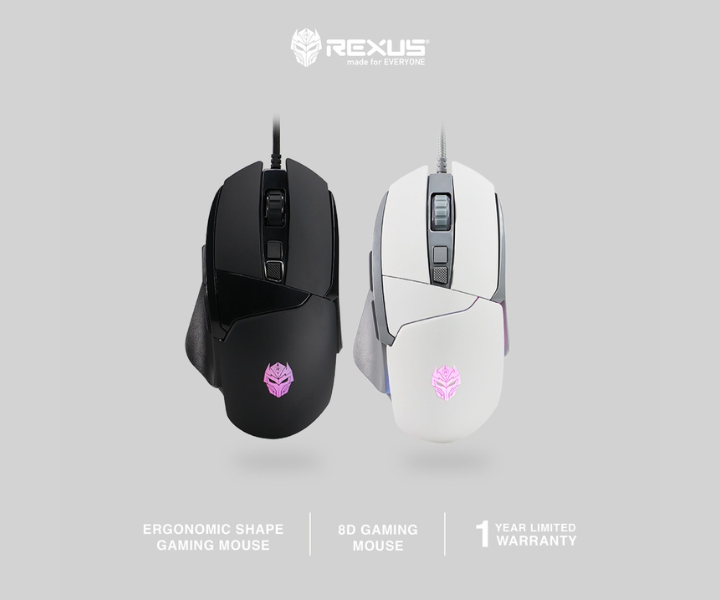 REXUS®
made for EVERYONE
ERGONOMIC SHAPE
GAMING MOUSE
8D GAMING
MOUSE
1 YEAR LIMITED
WARRANTY